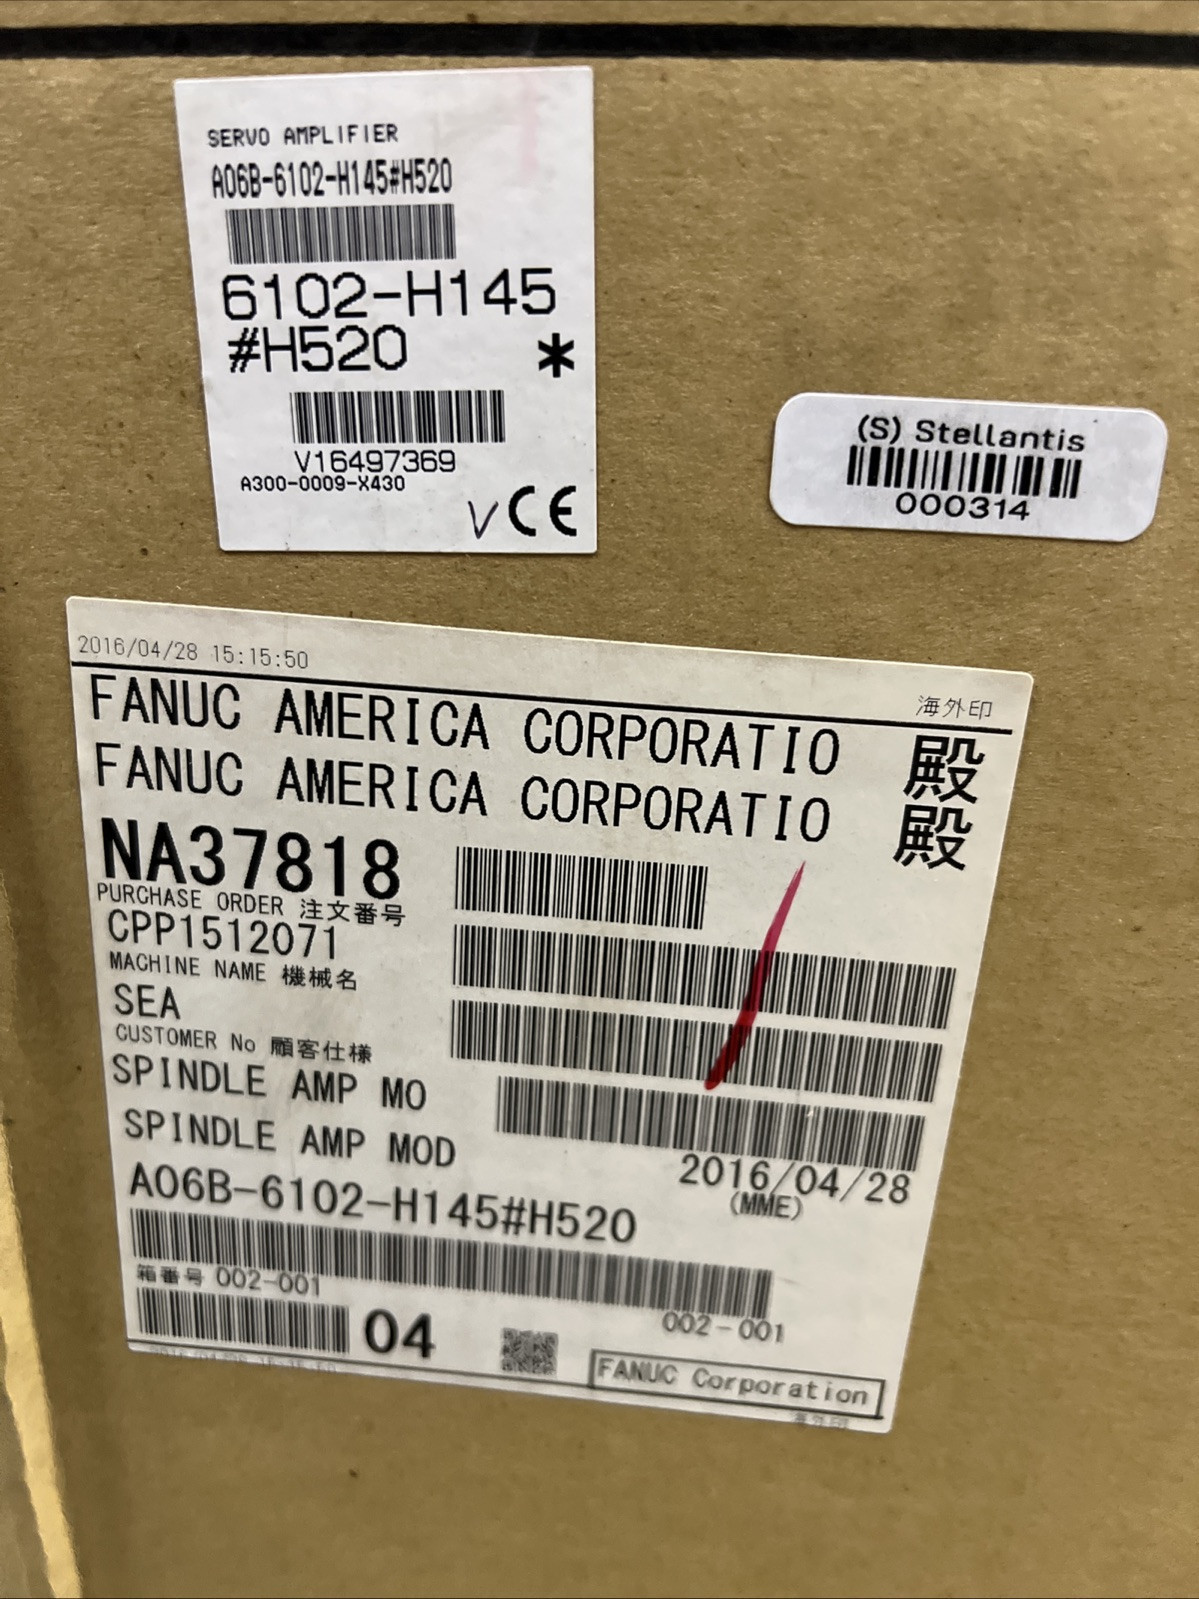 SERVO AMPLIFIER
A06B-6102-H145#H520
6102-H145
#H520 *
V16497369
A300-0009-X430
V CE
(S) Stellantis
000314
2016/04/28 15:15:50
海外印
FANUC AMERICA CORPORATIO 殿
FANUC AMERICA CORPORATIO 殿
NA37818
PURCHASE ORDER 注文番号
CPP1512071
MACHINE NAME 機械名
SEA
CUSTOMER No 顧客仕様
SPINDLE AMP MO
SPINDLE AMP MOD
2016/04/28
(MME)
A06B-6102-H145#H520
箱番号 002-001
002-001
04
FANUC Corporation
海外印